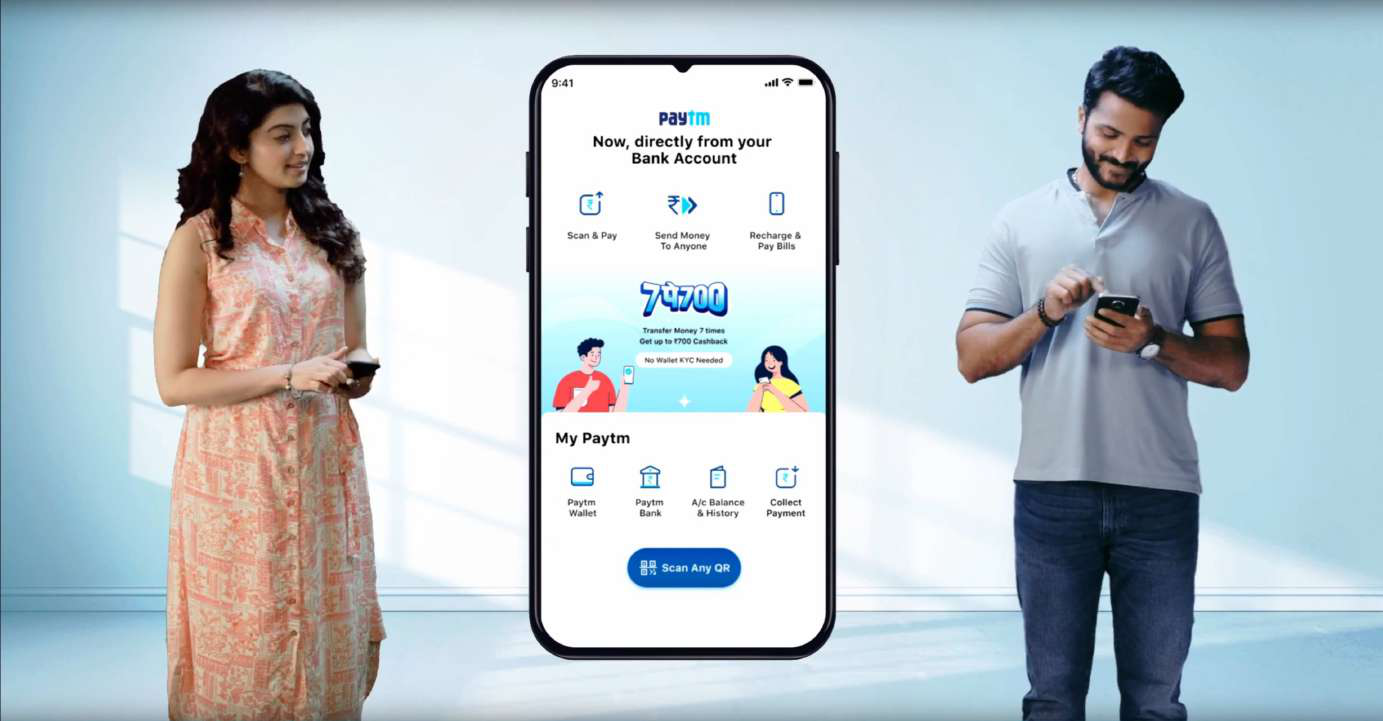 9:41
paytm
Now, directly from your
Bank Account
Scan & Pay
Send Money
To Anyone
Recharge &
Pay Bills
7पे700
Transfer Money 7 times
Get up to ₹700 Cashback
No Wallet KYC Needed
My Paytm
Paytm
Wallet
Paytm
Bank
A/c Balance
& History
Collect
Payment
Scan Any QR